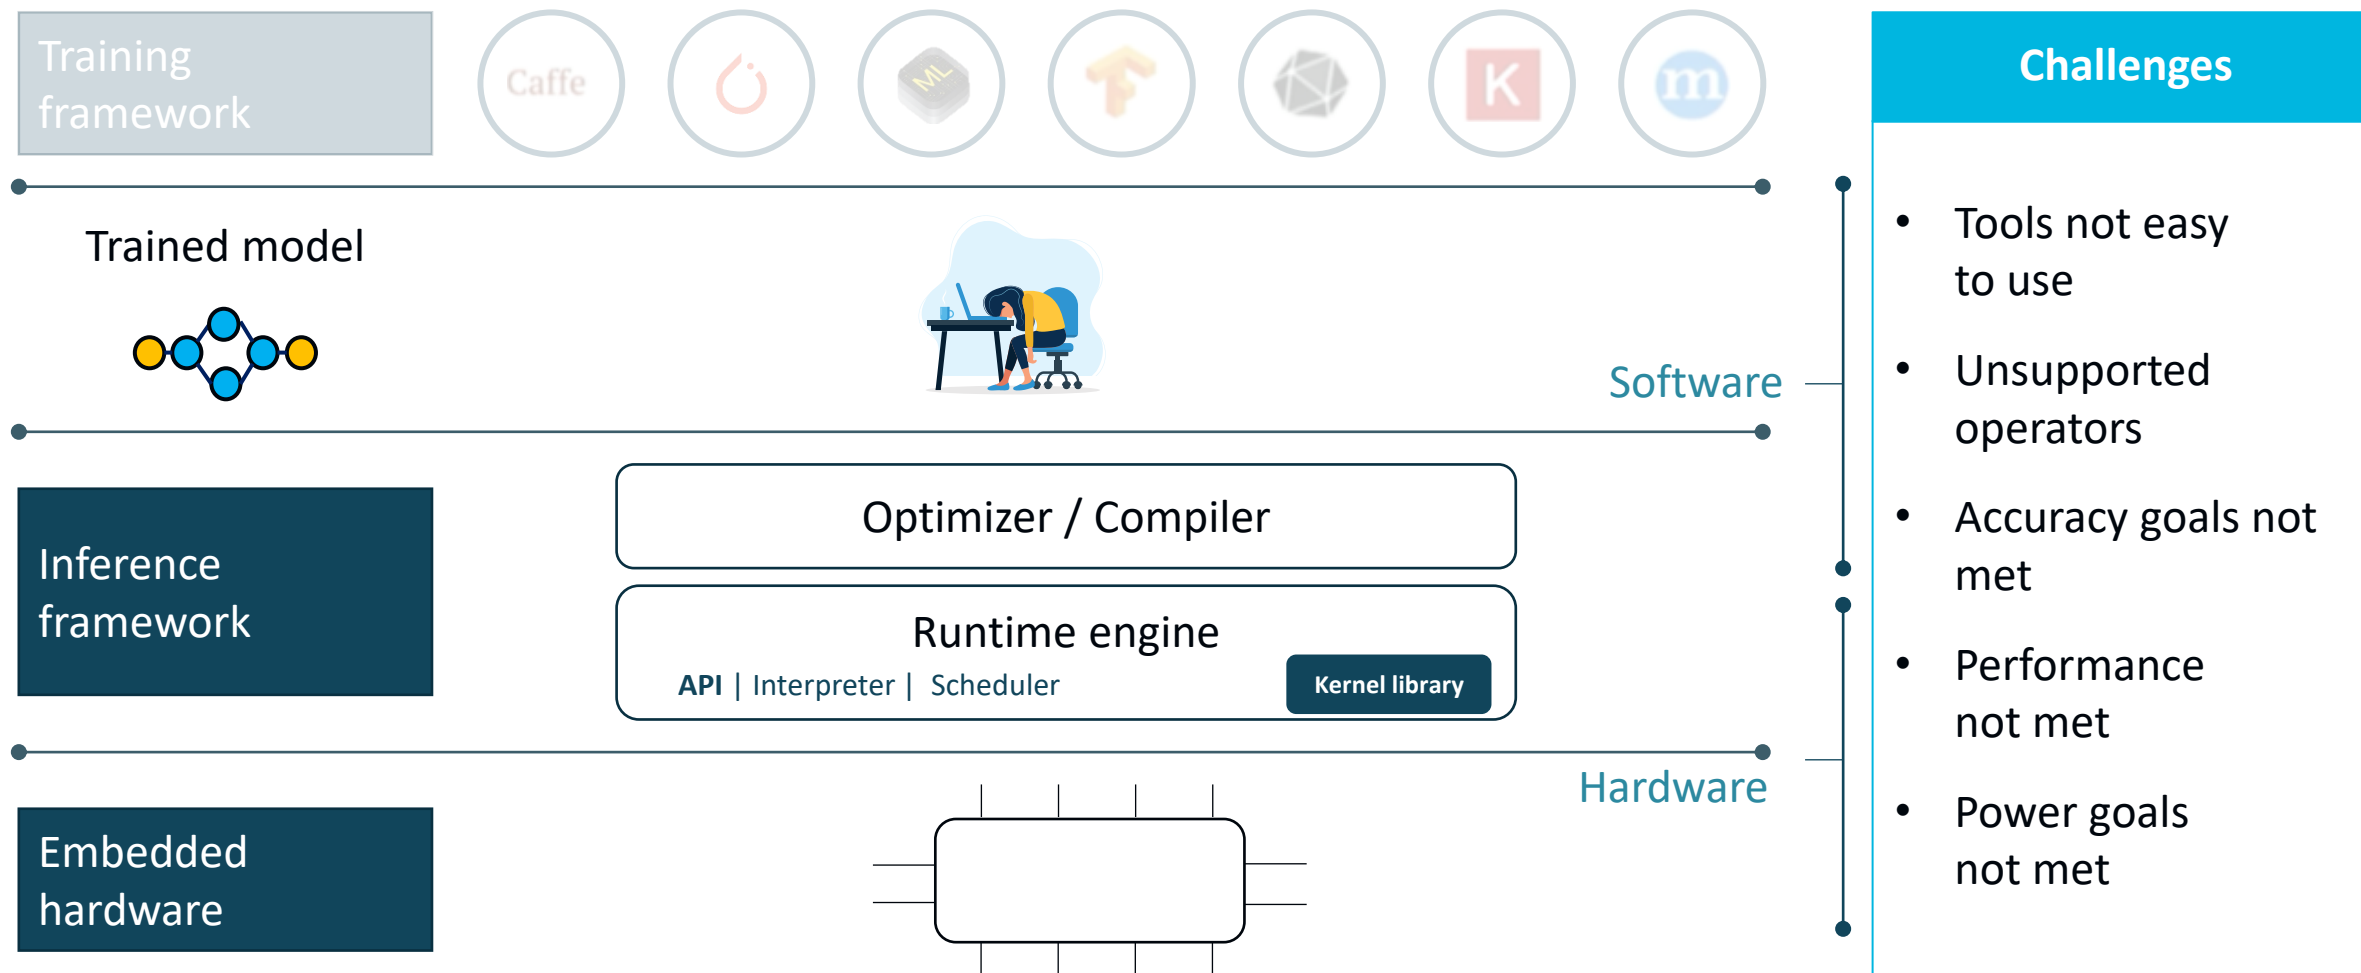 Training
framework
Caffe
ML
K
m
Challenges
Trained model
Software
• Tools not easy
to use
• Unsupported
operators
• Accuracy goals not
met
• Performance
not met
• Power goals
not met
Inference
framework
Optimizer / Compiler
Runtime engine
API | Interpreter | Scheduler
Kernel library
Hardware
Embedded
hardware